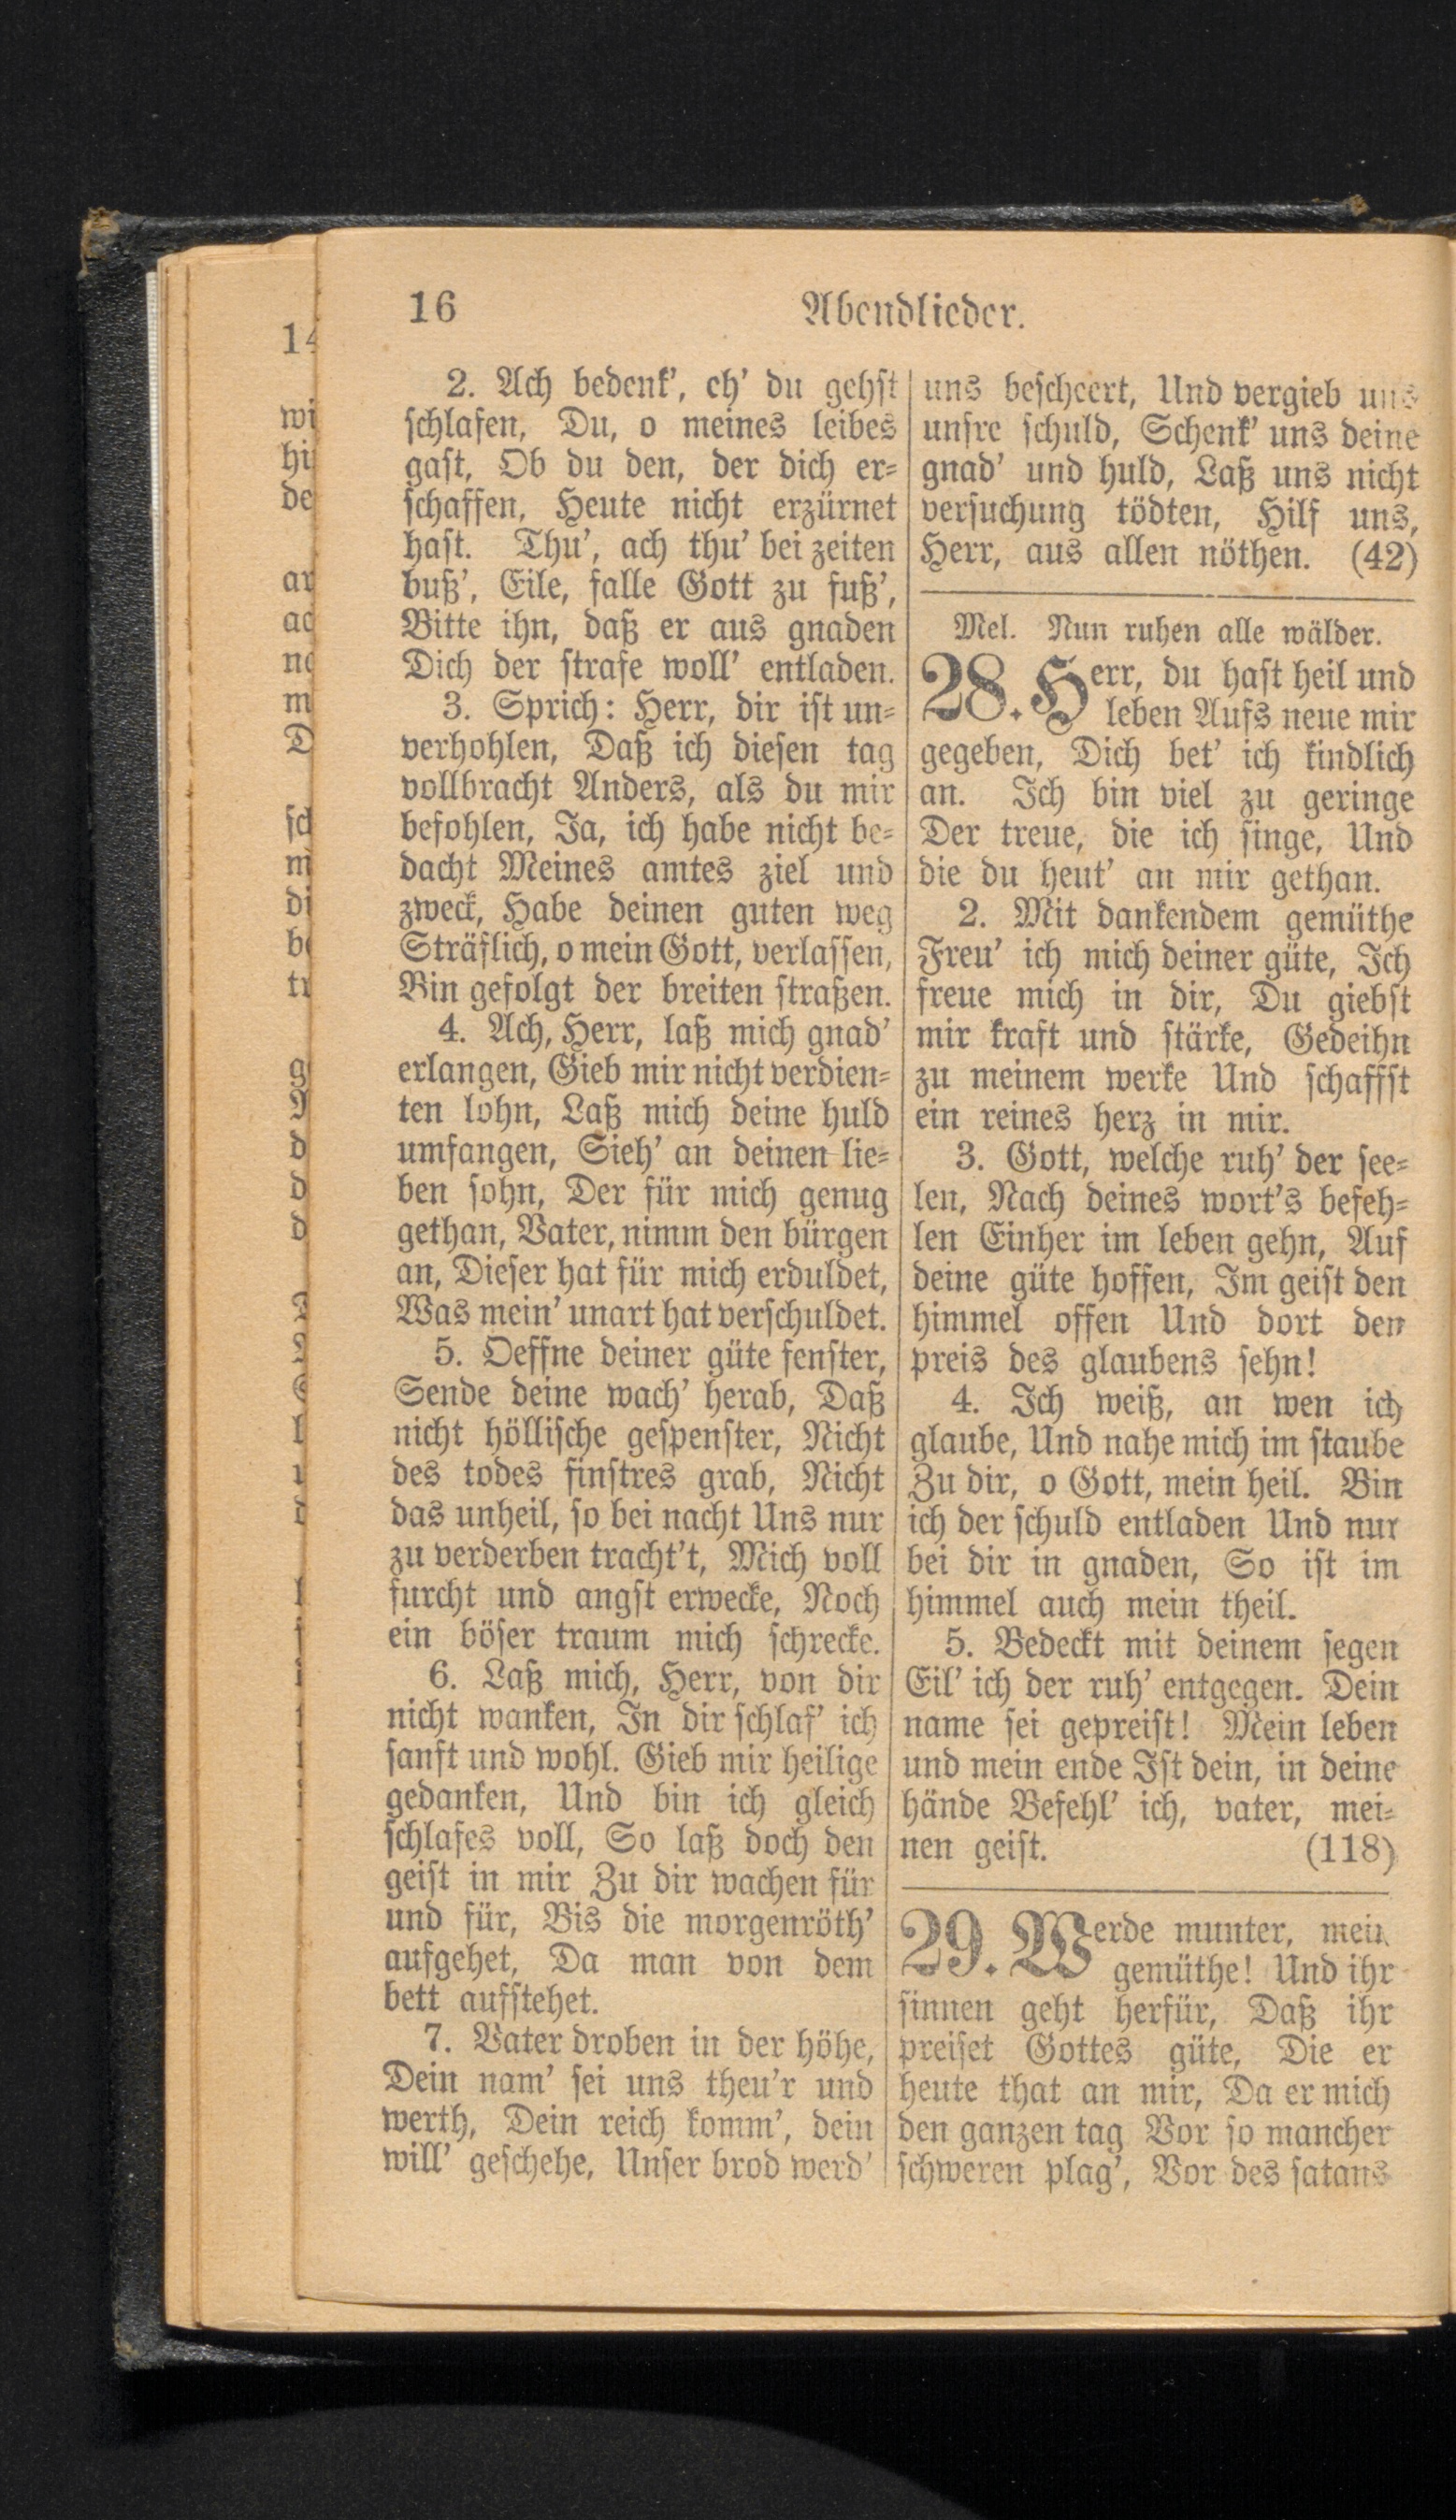 16
Abendlieder.
2. Ach bedenk', eh' du gehst
schlafen, Du, o meines leibes
gast, Ob du den, der dich er-
schaffen, Heute nicht erzürnet
hast. Thu', ach thu' bei zeiten
buß', Eile, falle Gott zu fuß',
Bitte ihn, daß er aus gnaden
Dich der strafe woll' entladen.
3. Sprich: Herr, dir ist un-
verhohlen, Daß ich diesen tag
vollbracht Anders, als du mir
befohlen, Ja, ich habe nicht be-
dacht Meines amtes ziel und
zweck, Habe deinen guten weg
Sträflich, o mein Gott, verlassen,
Bin gefolgt der breiten straßen.
4. Ach, Herr, laß mich gnad'
erlangen, Gieb mir nicht verdien-
ten lohn, Laß mich deine huld
umfangen, Sieh' an deinen lie-
ben sohn, Der für mich genug
gethan, Vater, nimm den bürgen
an, Dieser hat für mich erduldet,
Was mein' unart hat verschuldet.
5. Oeffne deiner güte fenster,
Sende deine wach' herab, Daß
nicht höllische gespenster, Nicht
des todes finstres grab, Nicht
das unheil, so bei nacht Uns nur
zu verderben tracht't, Mich voll
furcht und angst erwecke, Noch
ein böser traum mich schrecke.
6. Laß mich, Herr, von dir
nicht wanken, In dir schlaf' ich
sanft und wohl. Gieb mir heilige
gedanken, Und bin ich gleich
schlafes voll, So laß doch den
geist in mir Zu dir wachen für
und für, Bis die morgenröth'
aufgehet, Da man von dem
bett aufstehet.
7. Vater droben in der höhe,
Dein nam' sei uns theu'r und
werth, Dein reich komm', dein
will' geschehe, Unser brod werd'
uns bescheert, Und vergieb uns
unsre schuld, Schenk' uns deine
gnad' und huld, Laß uns nicht
versuchung tödten, Hilf uns,
Herr, aus allen nöthen. (42)
Mel. Nun ruhen alle wälder.
28. Herr, du hast heil und
leben Aufs neue mir
gegeben, Dich bet' ich kindlich
an. Ich bin viel zu geringe
Der treue, die ich singe, Und
die du heut' an mir gethan.
2. Mit dankendem gemüthe
Freu' ich mich deiner güte, Ich
freue mich in dir, Du giebst
mir kraft und stärke, Gedeihn
zu meinem werke Und schaffst
ein reines herz in mir.
3. Gott, welche ruh' der see-
len, Nach deines wort's befeh-
len Einher im leben gehn, Auf
deine güte hoffen, Im geist den
himmel offen Und dort den
preis des glaubens sehn!
4. Ich weiß, an wen ich
glaube, Und nahe mich im staube
Zu dir, o Gott, mein heil. Bin
ich der schuld entladen Und nur
bei dir in gnaden, So ist im
himmel auch mein theil.
5. Bedeckt mit deinem segen
Eil' ich der ruh' entgegen. Dein
name sei gepreist! Mein leben
und mein ende Ist dein, in deine
hände Befehl' ich, vater, mei-
nen geist. (118)
29. Werde munter, mein
gemüthe! Und ihr
sinnen geht herfür, Daß ihr
preiset Gottes güte, Die er
heute that an mir, Da er mich
den ganzen tag Vor so mancher
schweren plag', Vor des satans